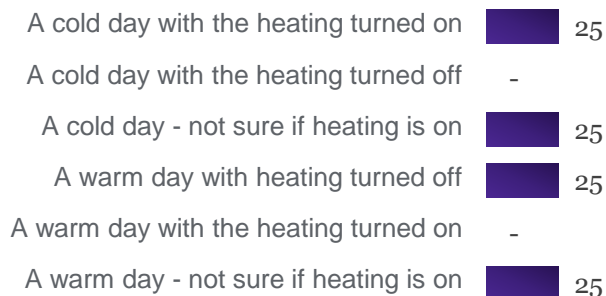 A cold day with the heating turned on 25
A cold day with the heating turned off -
A cold day - not sure if heating is on 25
A warm day with heating turned off 25
A warm day with the heating turned on -
A warm day - not sure if heating is on 25